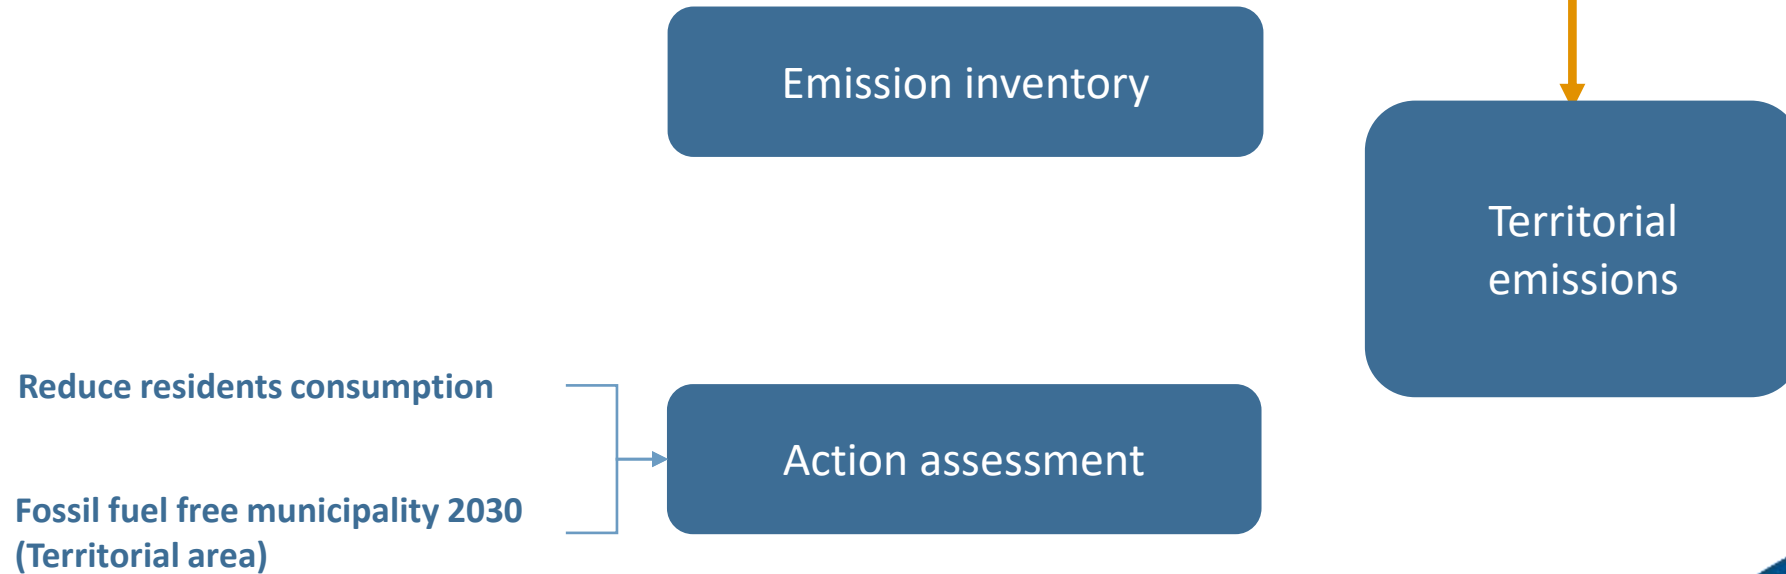 Emission inventory
Territorial
emissions
Reduce residents consumption
Action assessment
Fossil fuel free municipality 2030
(Territorial area)